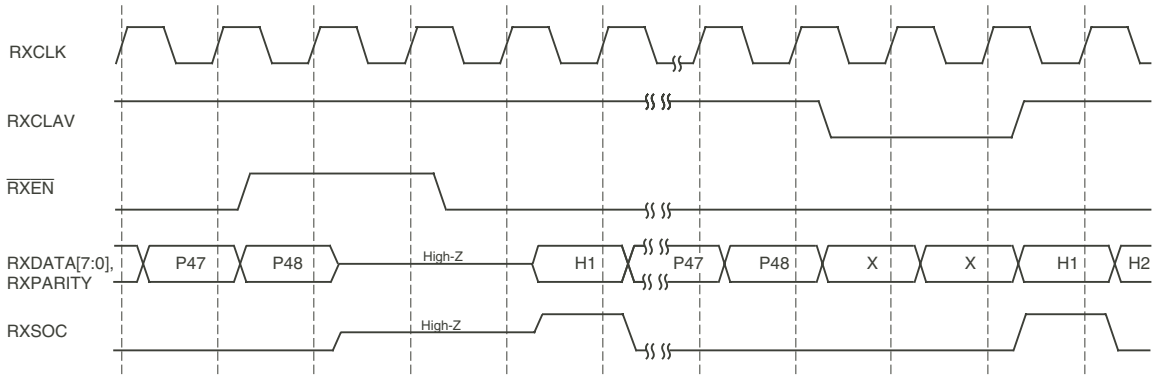 RXCLK
RXCLAV
RXEN
RXDATA[7:0], P47 P48 High-Z H1 P47 P48 X X H1 H2
RXPARITY
RXSOC High-Z